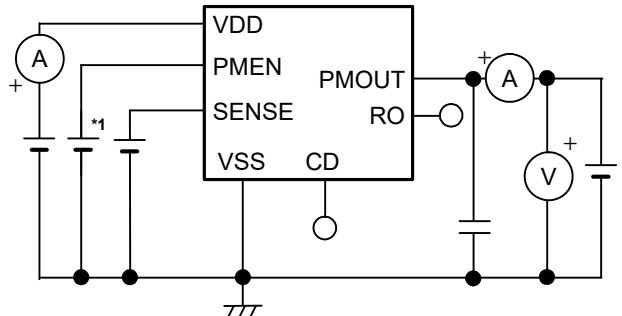 VDD
A
+
PMEN
*1
SENSE
VSS
CD
PMOUT
RO
+
A
+
V